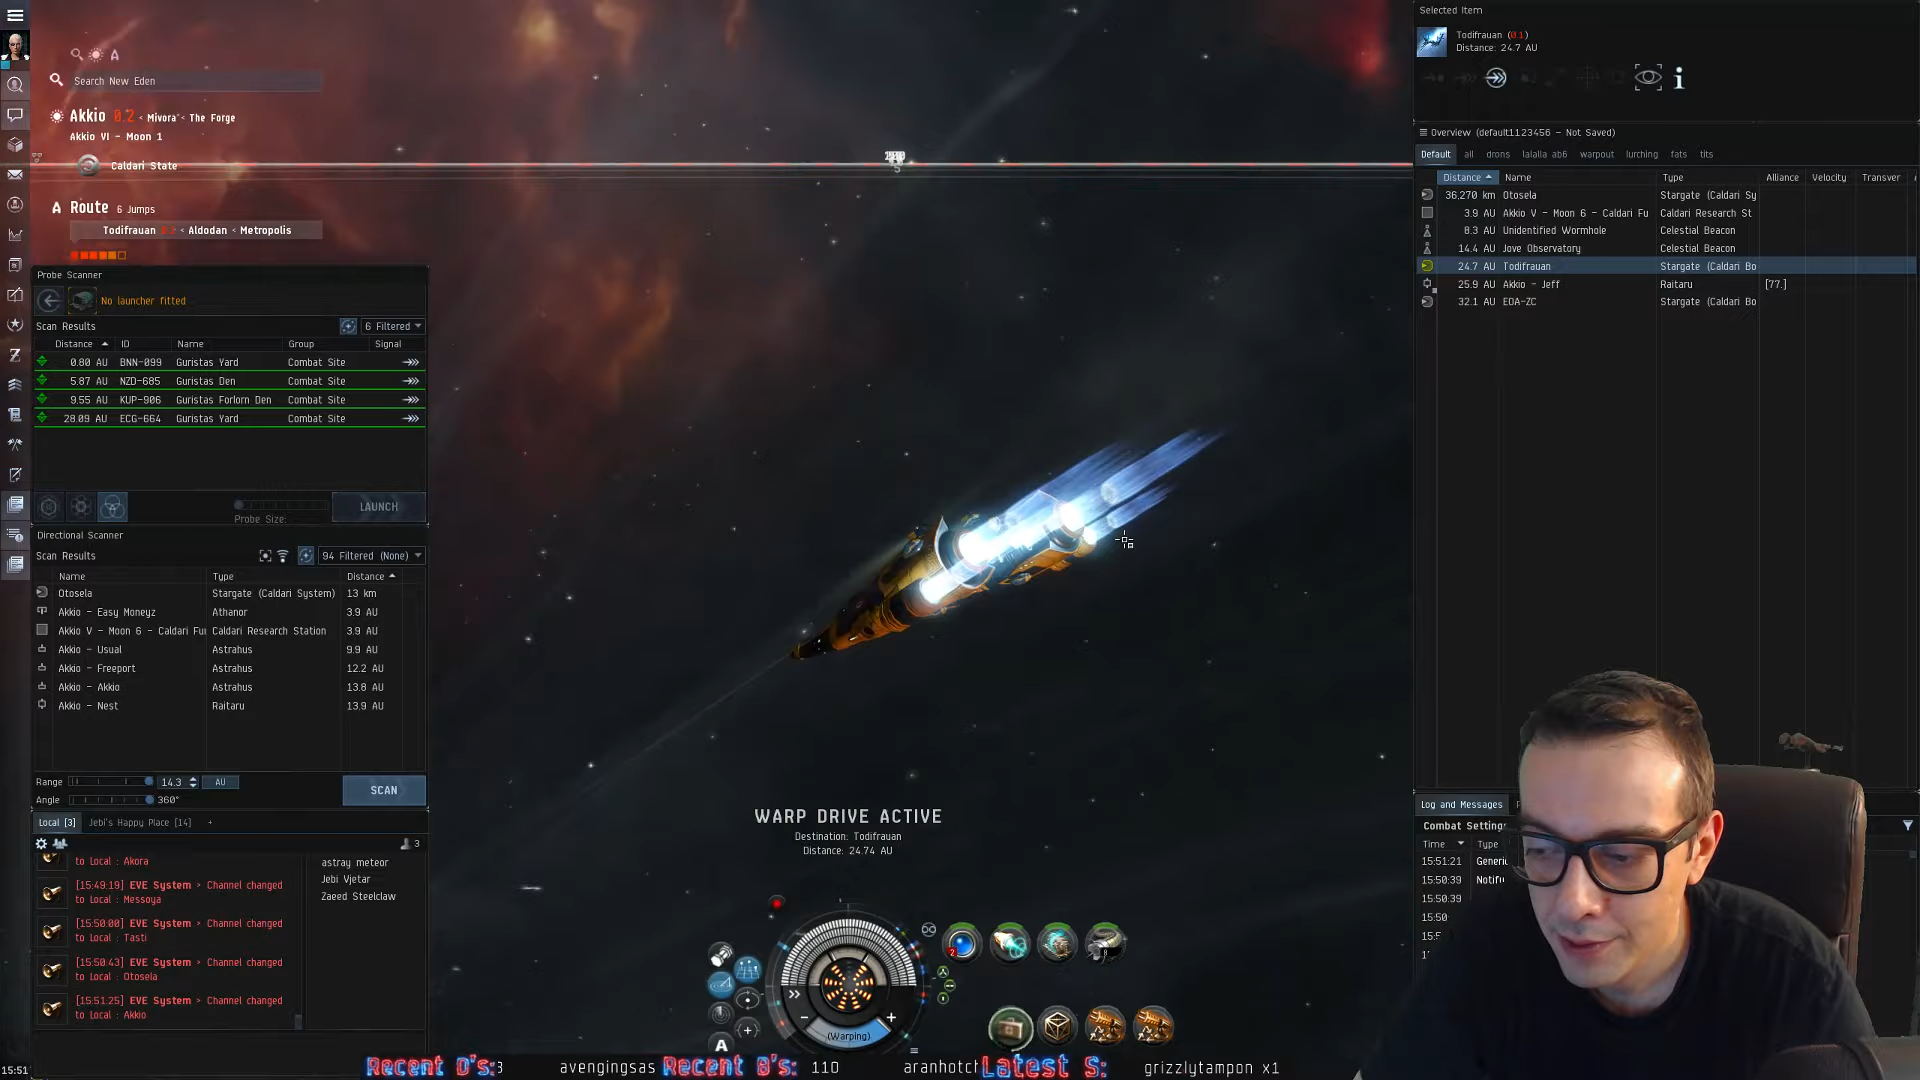 Search New Eden
Akkio 0.2 < Mivora < The Forge
Akkio VI - Moon 1
Caldari State
A Route 6 Jumps
Todifrauan < Aldodan < Metropolis
Probe Scanner
No launcher fitted
Scan Results
6 Filtered
Distance ID Name Group Signal
0.80 AU BNN-099 Guristas Yard Combat Site
5.87 AU NZD-685 Guristas Den Combat Site
9.55 AU KUP-906 Guristas Forlorn Den Combat Site
28.09 AU ECG-664 Guristas Yard Combat Site
Probe Size:
LAUNCH
Directional Scanner
Scan Results
94 Filtered (None)
Name Type Distance
Otosela Stargate (Caldari System) 13 km
Akkio - Easy Moneyz Athanor 3.9 AU
Akkio V - Moon 6 - Caldari Fu Caldari Research Station 3.9 AU
Akkio - Usual Astrahus 9.9 AU
Akkio - Freeport Astrahus 12.2 AU
Akkio - Akkio Astrahus 13.8 AU
Akkio - Nest Raitaru 13.9 AU
Range 14.3 AU
Angle 360°
SCAN
Local [3] Jebi's Happy Place [14] +
3
to Local : Akora
[15:49:19] EVE System > Channel changed
to Local : Messoya
[15:50:00] EVE System > Channel changed
to Local : Tasti
[15:50:43] EVE System > Channel changed
to Local : Otosela
[15:51:25] EVE System > Channel changed
to Local : Akkio
astray meteor
Jebi Vjetar
Zaeed Steelclaw
15:51
WARP DRIVE ACTIVE
Destination: Todifrauan
Distance: 24.74 AU
2
8
(Warping)
A
Recent D's: 3 avengingsas Recent B's: 110 aranhotch Latest S: grizzlytampon x1
Selected Item
Todifrauan (0.1)
Distance: 24.7 AU
Overview (default1123456 - Not Saved)
Default all drons lalalla ab6 warpout lurching fats tits
Distance Name Type Alliance Velocity Transver
36,270 km Otosela Stargate (Caldari Sy
3.9 AU Akkio V - Moon 6 - Caldari Fu Caldari Research St
8.3 AU Unidentified Wormhole Celestial Beacon
14.4 AU Jove Observatory Celestial Beacon
24.7 AU Todifrauan Stargate (Caldari Bo
25.9 AU Akkio - Jeff Raitaru [77.]
32.1 AU E0A-ZC Stargate (Caldari Bo
Log and Messages
Combat Settings
Time Type
15:51:21 Generic
15:50:39 Notify
15:50:39
15:50